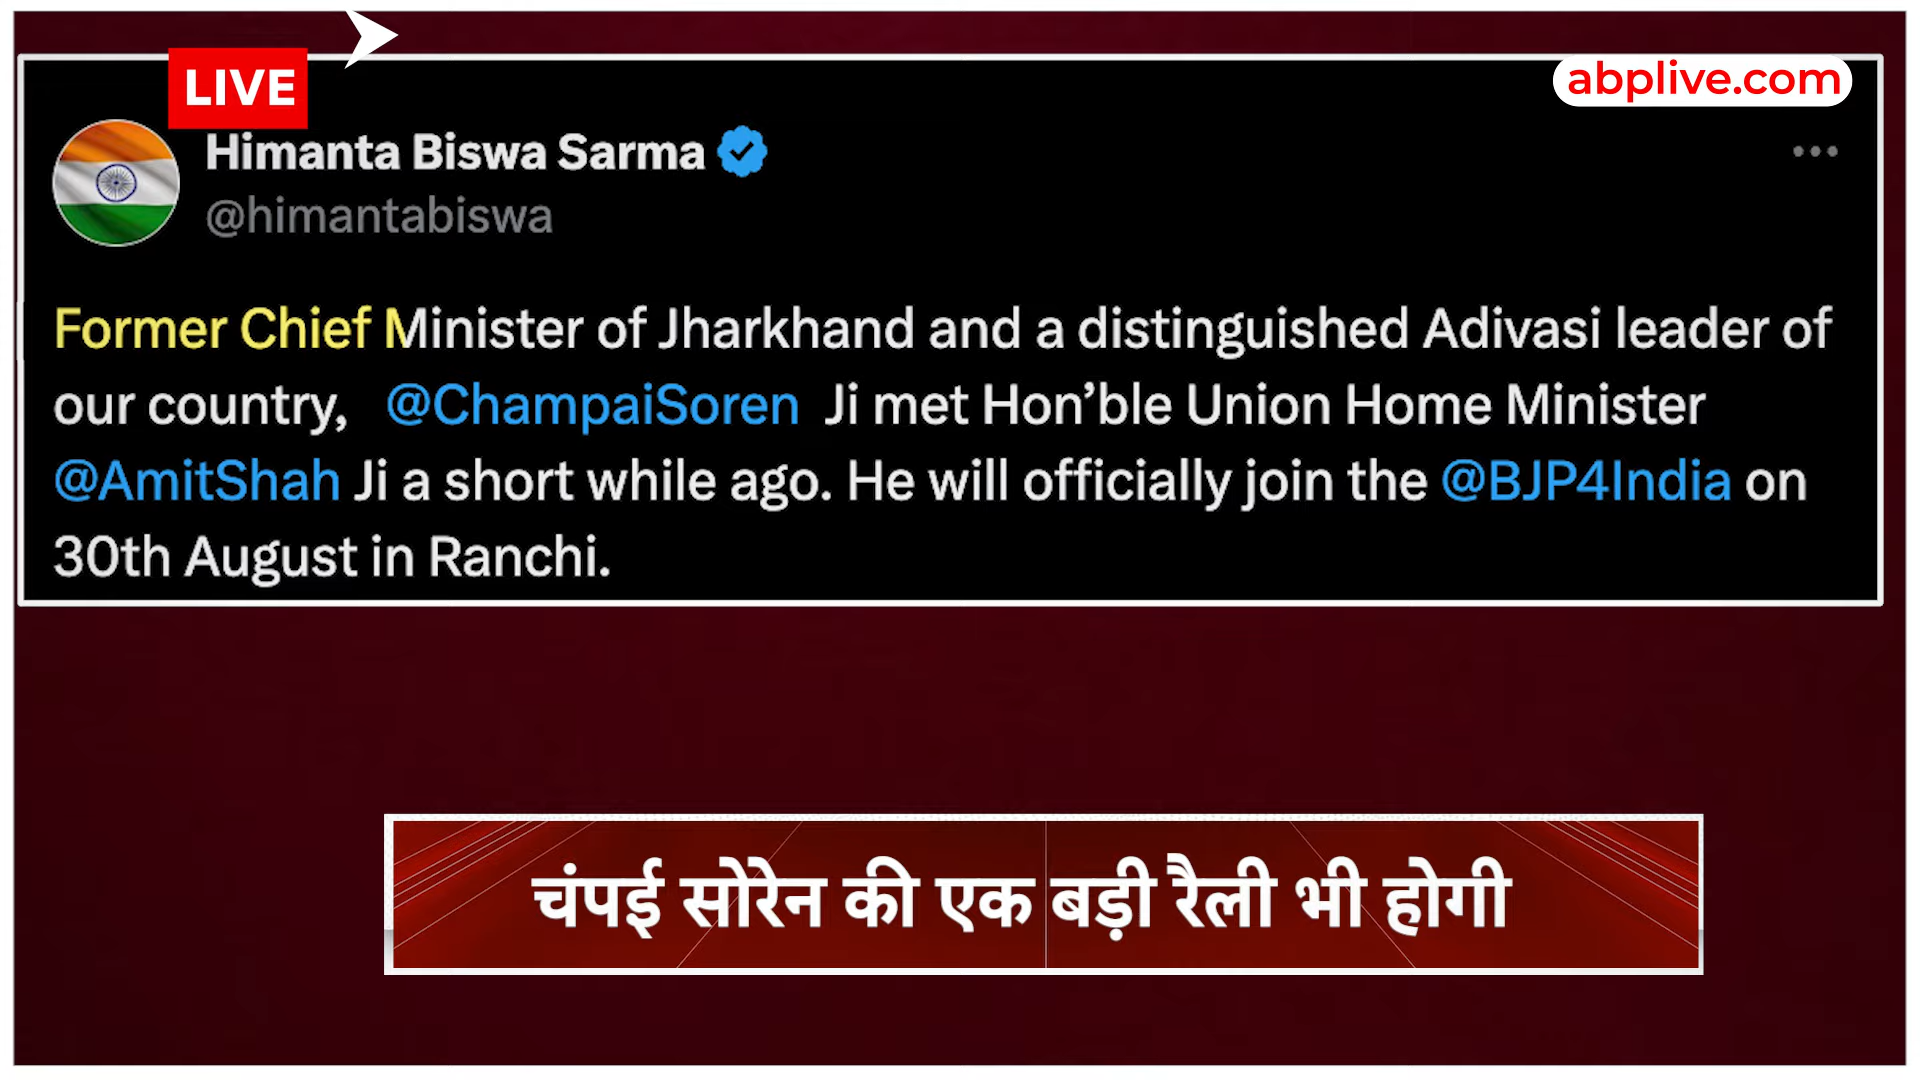 LIVE
abplive.com
Himanta Biswa Sarma
@himantabiswa
Former Chief Minister of Jharkhand and a distinguished Adivasi leader of
our country, @ChampaiSoren Ji met Hon’ble Union Home Minister
@AmitShah Ji a short while ago. He will officially join the @BJP4India on
30th August in Ranchi.
चंपई सोरेन की एक बड़ी रैली भी होगी